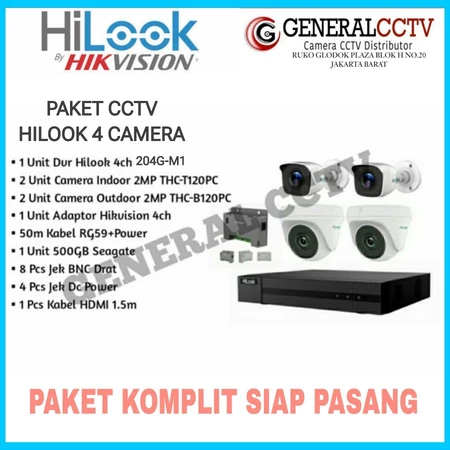 HiLook
By HIKVISION
GENERALCCTV
Camera CCTV Distributor
RUKO GLODOK PLAZA BLOK H NO.20
JAKARTA BARAT
PAKET CCTV
HILOOK 4 CAMERA
• 1 Unit Dvr Hilook 4ch 204G-M1
• 2 Unit Camera Indoor 2MP THC-T120PC
• 2 Unit Camera Outdoor 2MP THC-B120PC
• 1 Unit Adaptor Hikvision 4ch
• 50m Kabel RG59+Power
• 1 Unit 500GB Seagate
• 8 Pcs Jek BNC Drat
• 4 Pcs Jek Dc Power
• 1 Pcs Kabel HDMI 1.5m
GENERAL CCTV
HiLOOK
PAKET KOMPLIT SIAP PASANG